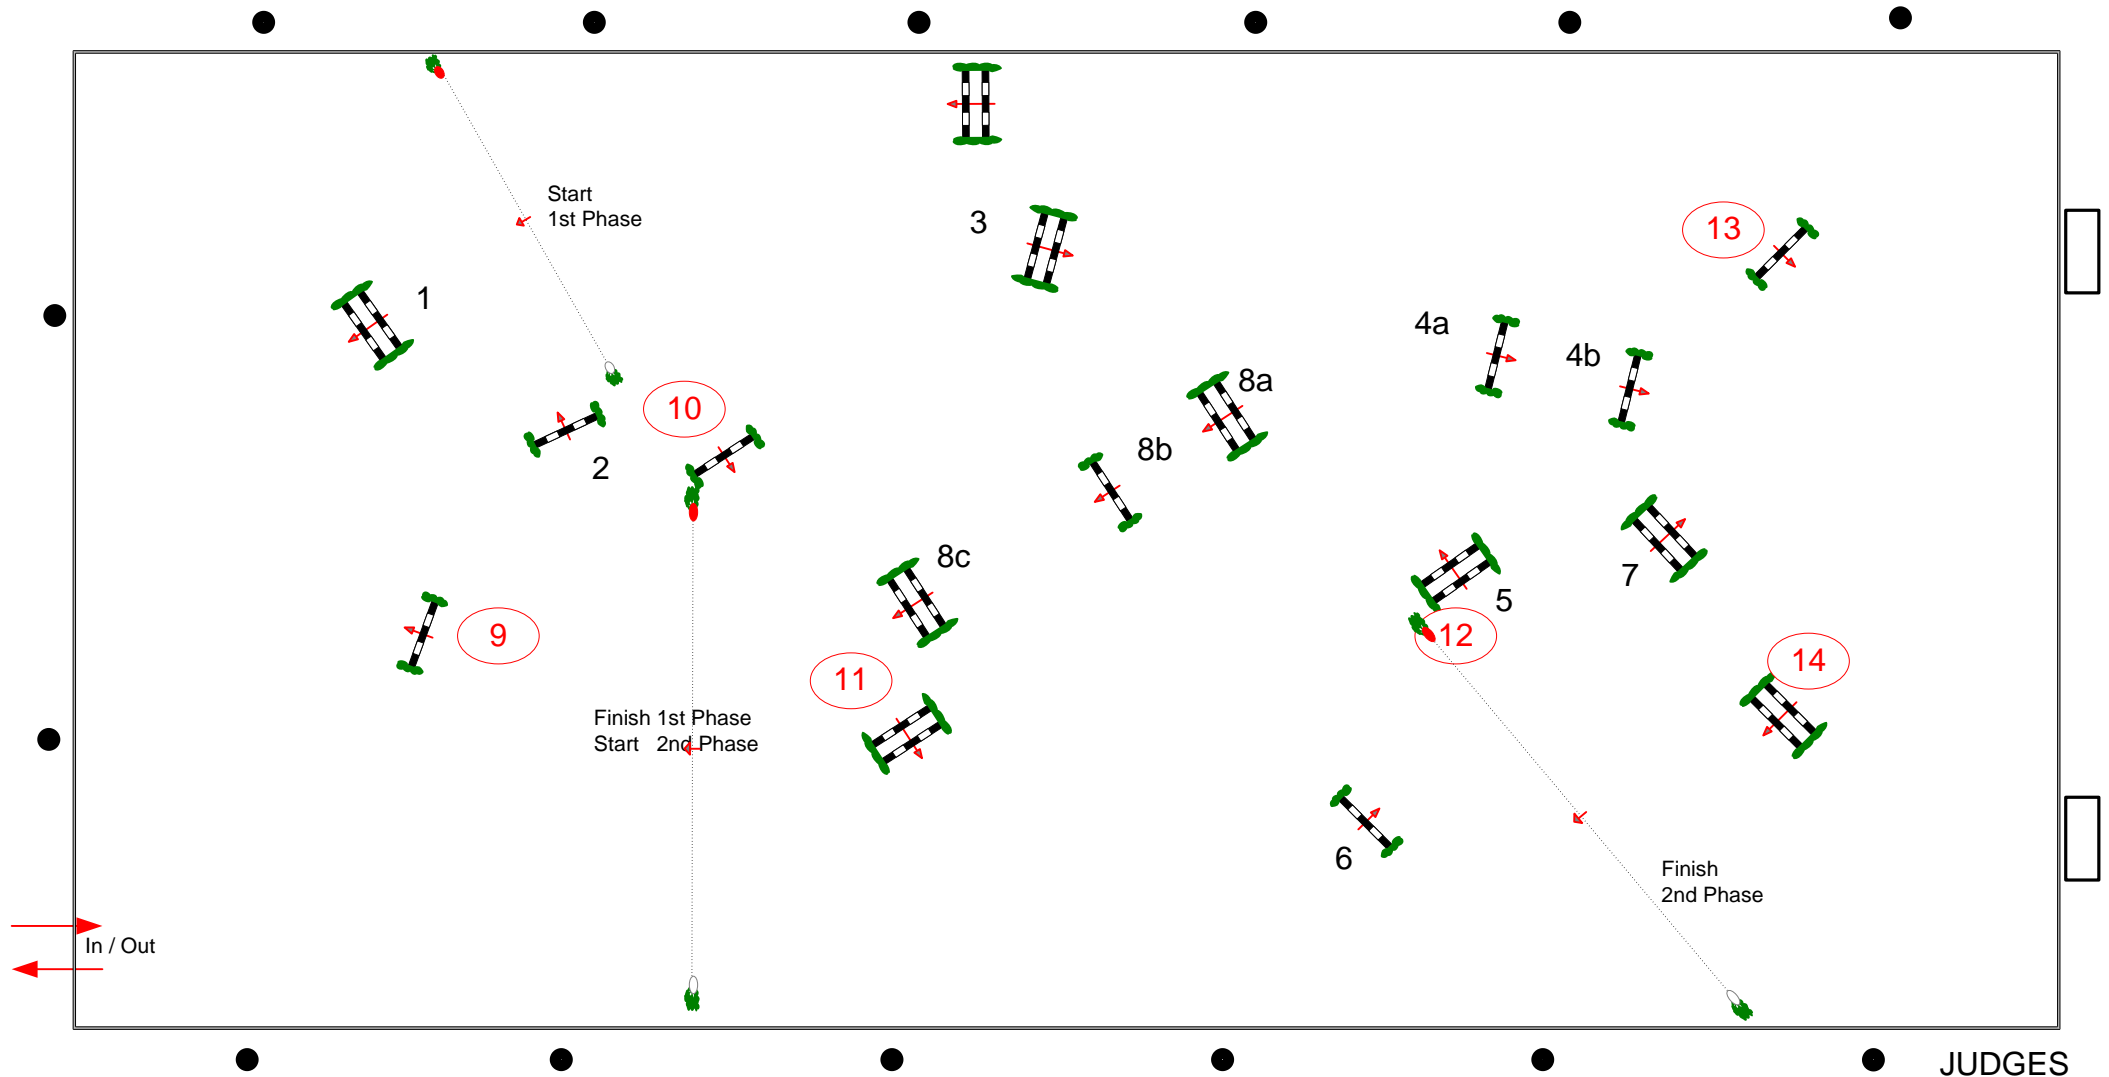 Start
1st Phase
3
13
1
4a
4b
8a
10
8b
2
8c
7
5
9
12
14
11
Finish 1st Phase
Start 2nd Phase
6
Finish
2nd Phase
In / Out
JUDGES